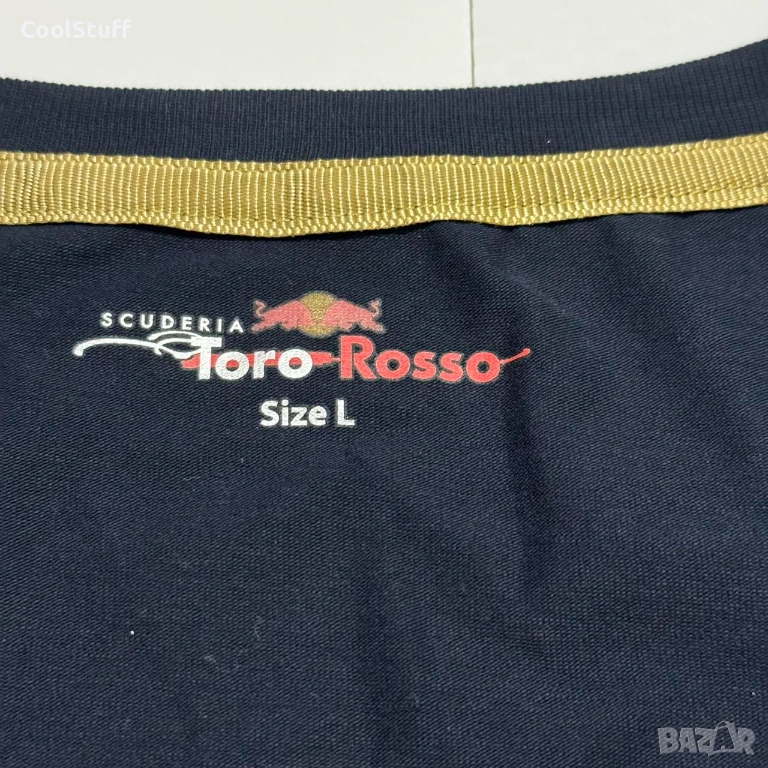 CoolStuff
SCUDERIA
Toro Rosso
Size L
BAZAR